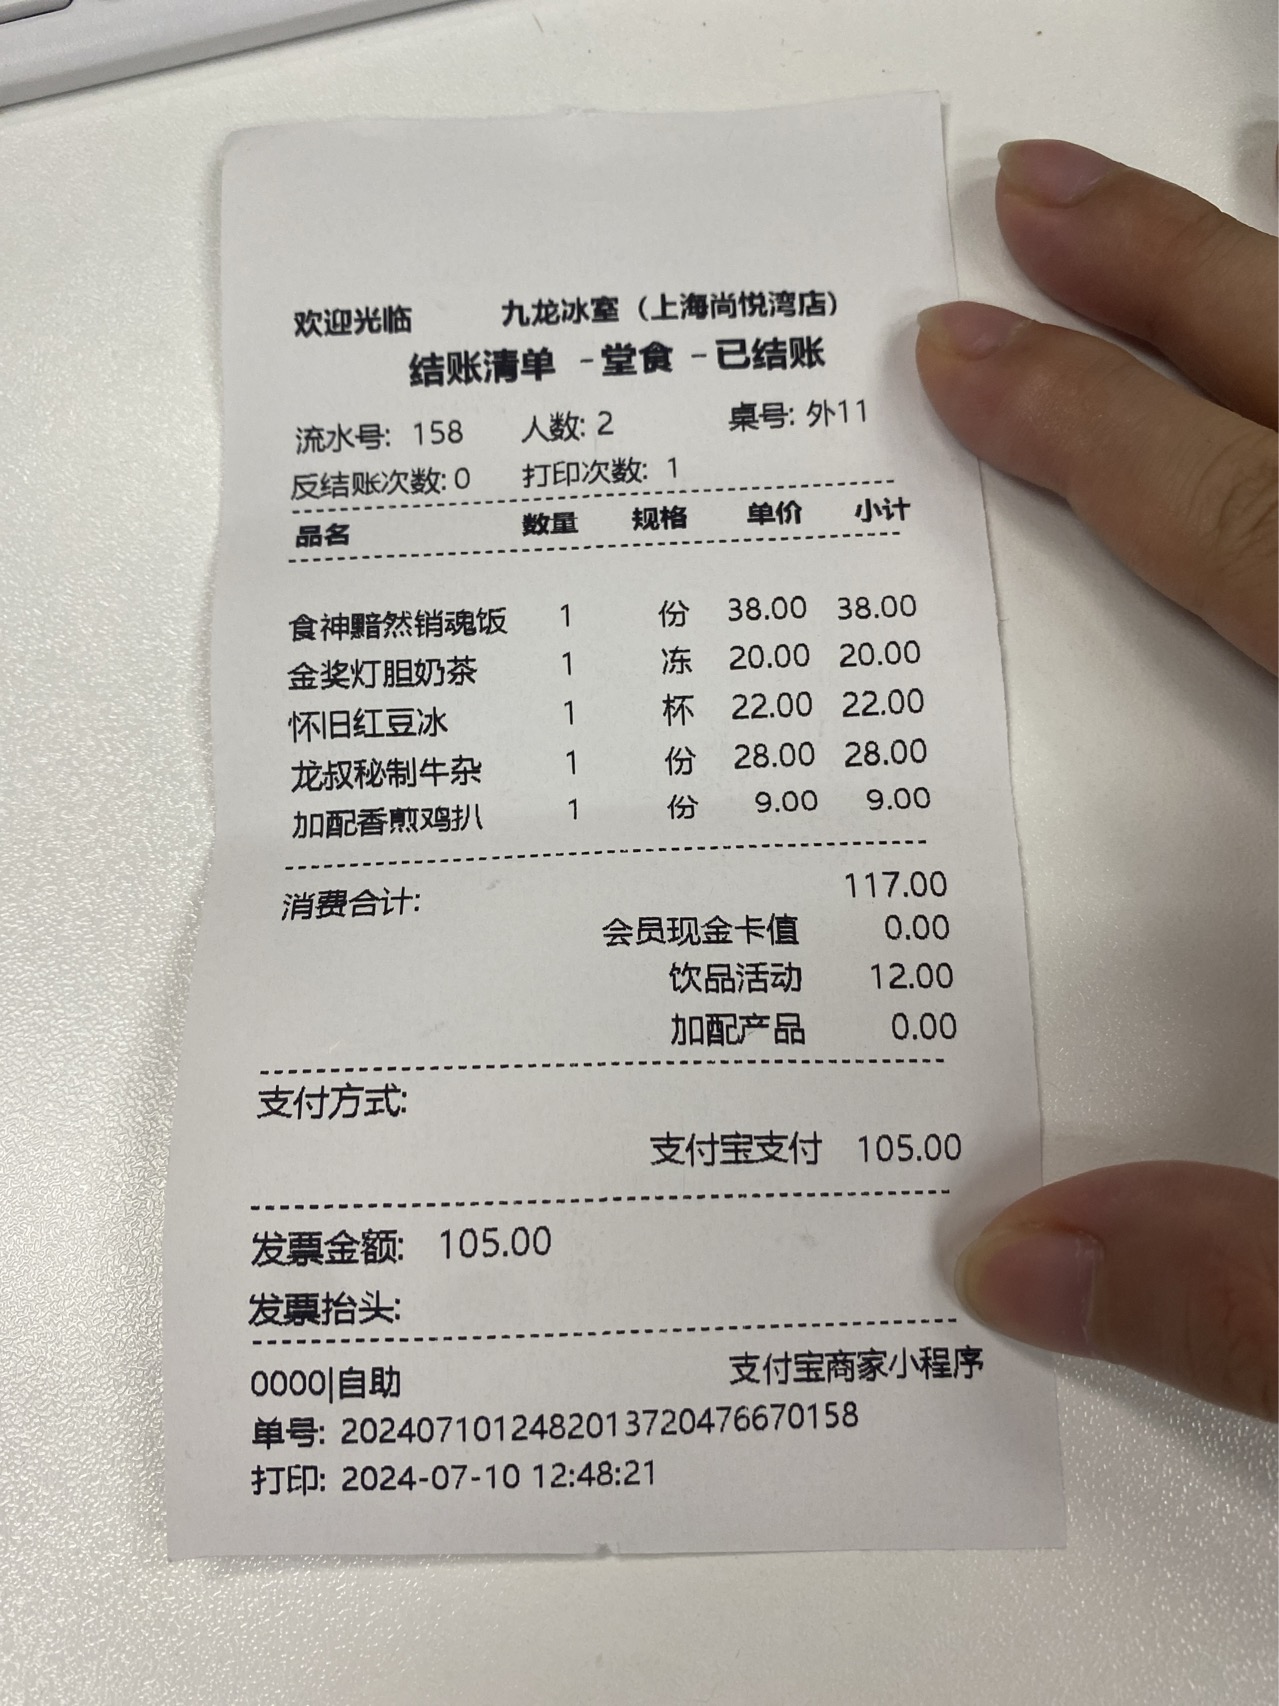 欢迎光临 九龙冰室（上海尚悦湾店）
结账清单 -堂食 -已结账
流水号: 158 人数: 2 桌号: 外11
反结账次数: 0 打印次数: 1
品名 数量 规格 单价 小计
食神黯然销魂饭 1 份 38.00 38.00
金奖灯胆奶茶 1 冻 20.00 20.00
怀旧红豆冰 1 杯 22.00 22.00
龙叔秘制牛杂 1 份 28.00 28.00
加配香煎鸡扒 1 份 9.00 9.00
消费合计: 117.00
会员现金卡值 0.00
饮品活动 12.00
加配产品 0.00
支付方式:
支付宝支付 105.00
发票金额: 105.00
发票抬头:
0000|自助 支付宝商家小程序
单号: 20240710124820137204766​70158
打印: 2024-07-10 12:48:21